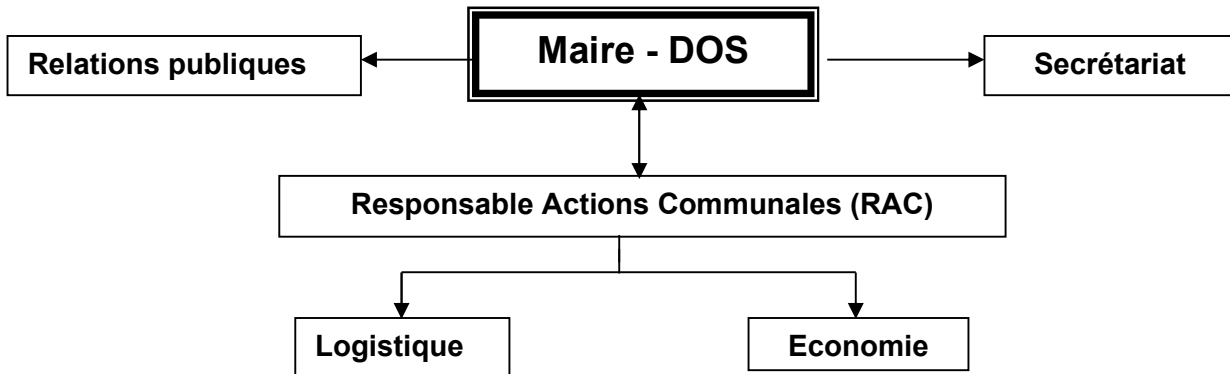 Maire - DOS
Relations publiques
Secrétariat
Responsable Actions Communales (RAC)
Logistique
Economie